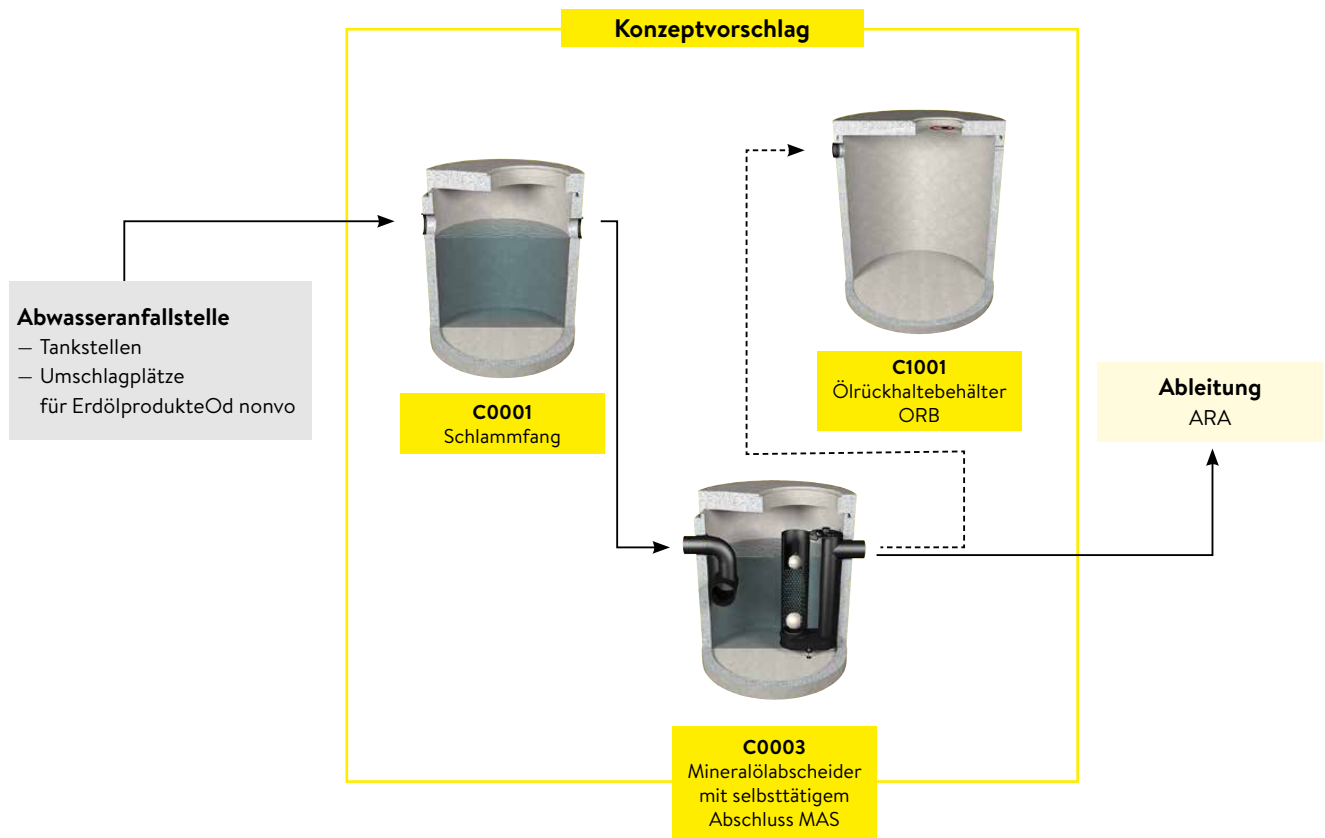 Konzeptvorschlag
Abwasseranfallstelle
– Tankstellen
– Umschlagplätze
für ErdölprodukteOd nonvo
C0001
Schlammfang
C1001
Ölrückhaltebehälter
ORB
Ableitung
ARA
C0003
Mineralölabscheider
mit selbsttätigem
Abschluss MAS